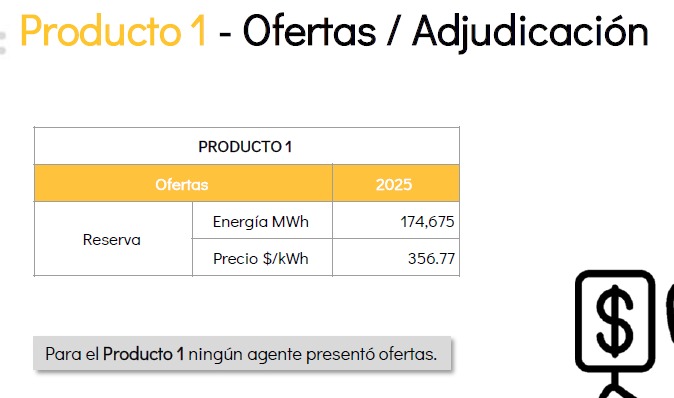 Producto 1 - Ofertas / Adjudicación
PRODUCTO 1
Ofertas 2025
Reserva
Energía MWh 174,675
Precio $/kWh 356.77
Para el Producto 1 ningún agente presentó ofertas.
$